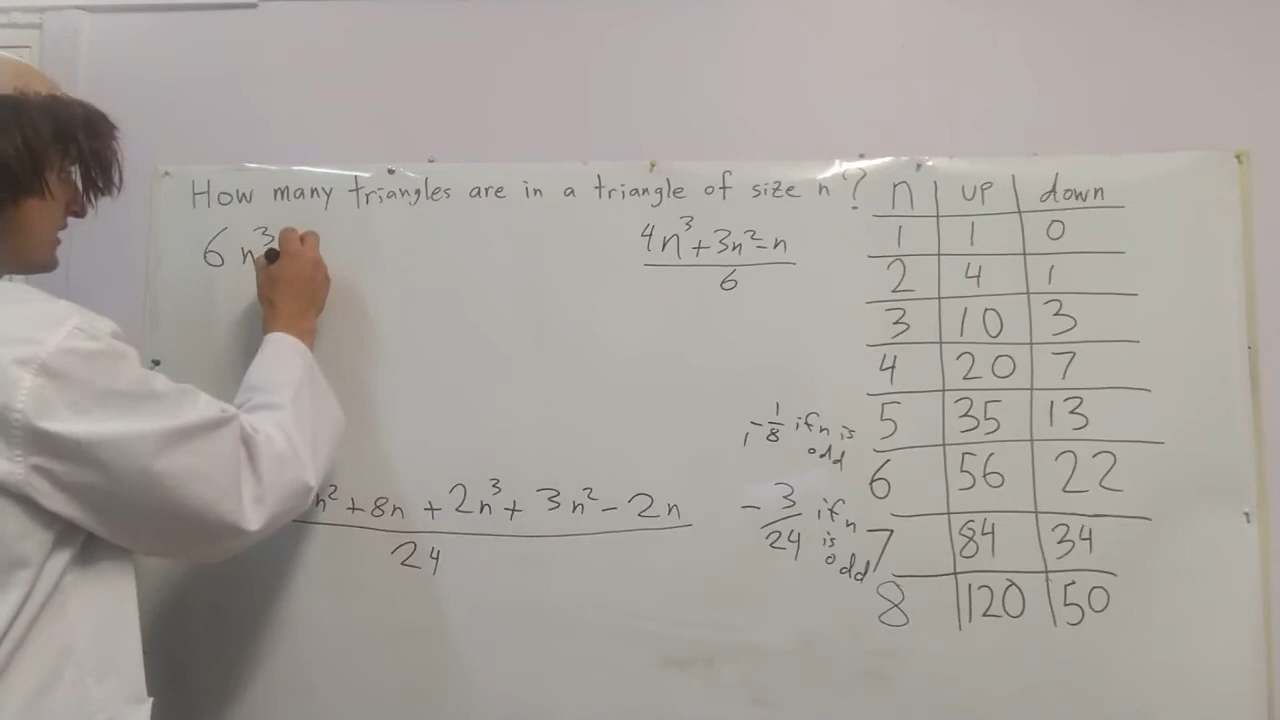 How many triangles are in a triangle of size n?
6n³
4n³+3n²-n
6
n² + 8n + 2n³ + 3n² - 2n
24
, -1/8 if n is
odd
- 3/24 if n
is
odd
n up down
1 1 0
2 4 1
3 10 3
4 20 7
5 35 13
6 56 22
7 84 34
8 120 50